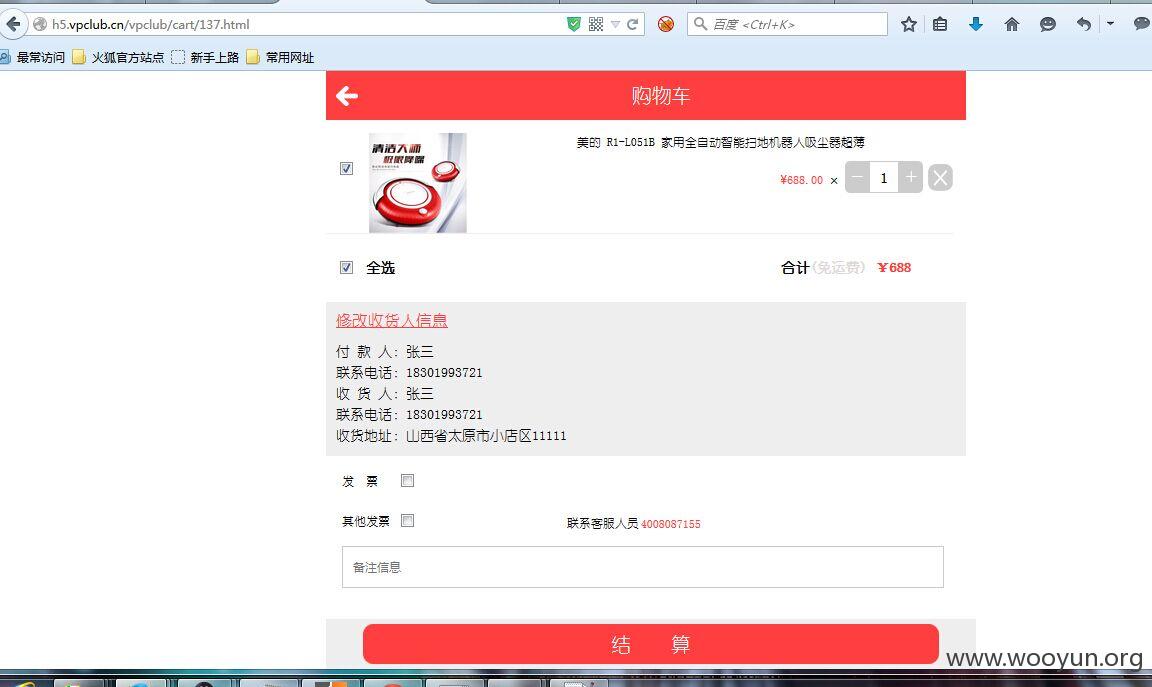 h5.vpclub.cn/vpclub/cart/137.html
百度 <Ctrl+K>
最常访问 火狐官方站点 新手上路 常用网址
购物车
清洁大师
极限降噪
美的 R1-L051B 家用全自动智能扫地机器人吸尘器超薄
¥688.00 × − 1 +
全选 合计(免运费) ¥688
修改收货人信息
付 款 人: 张三
联系电话: 18301993721
收 货 人: 张三
联系电话: 18301993721
收货地址: 山西省太原市小店区11111
发 票
其他发票 联系客服人员 4008087155
备注信息
结 算
www.wooyun.org